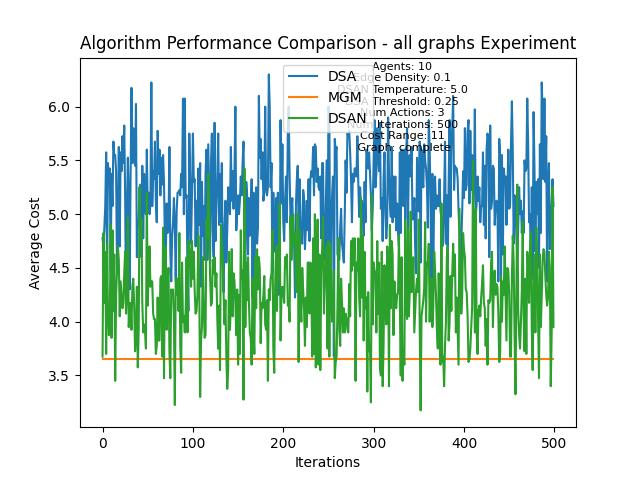 Algorithm Performance Comparison - all graphs Experiment
DSA
MGM
DSAN
Agents: 10
Edge Density: 0.1
DSAN Temperature: 5.0
DSA Threshold: 0.25
Num Actions: 3
Num Iterations: 500
Cost Range: 11
Graph: complete
Average Cost
6.0
5.5
5.0
4.5
4.0
3.5
0
100
200
300
400
500
Iterations